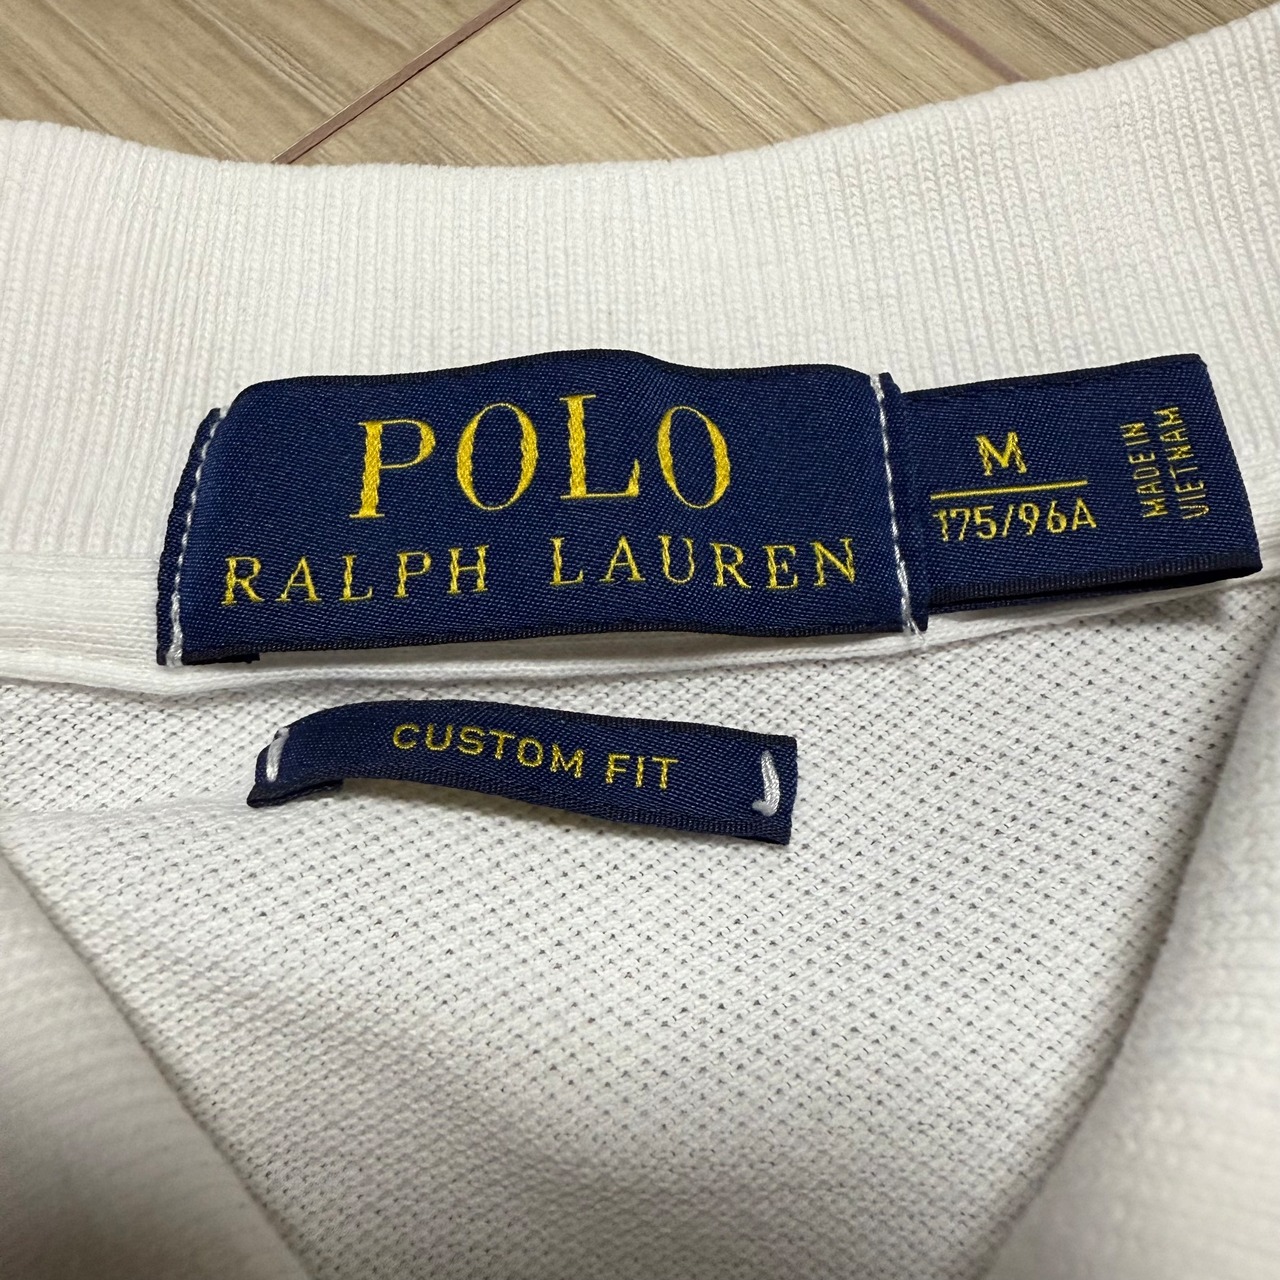 POLO
RALPH LAUREN
M
175/96A
MADE IN
VIETNAM
CUSTOM FIT